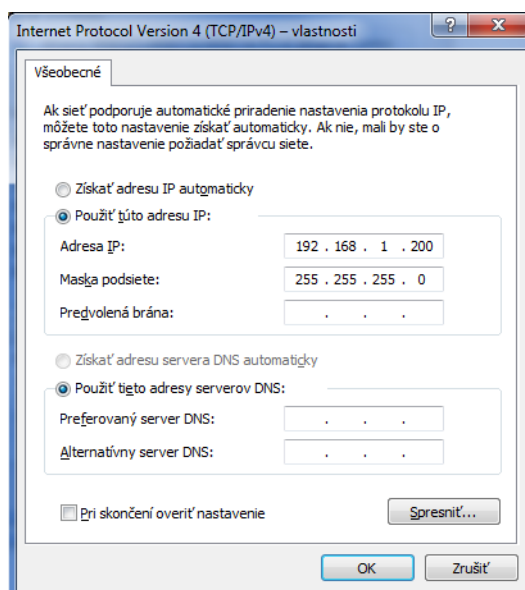 Internet Protocol Version 4 (TCP/IPv4) – vlastnosti
?
Všeobecné
Ak sieť podporuje automatické priradenie nastavenia protokolu IP,
môžete toto nastavenie získať automaticky. Ak nie, mali by ste o
správne nastavenie požiadať správcu siete.
Získať adresu IP automaticky
Použiť túto adresu IP:
Adresa IP: 192 . 168 . 1 . 200
Maska podsiete: 255 . 255 . 255 . 0
Predvolená brána: . . .
Získať adresu servera DNS automaticky
Použiť tieto adresy serverov DNS:
Preferovaný server DNS: . . .
Alternatívny server DNS: . . .
Pri skončení overiť nastavenie
Spresniť...
OK Zrušiť